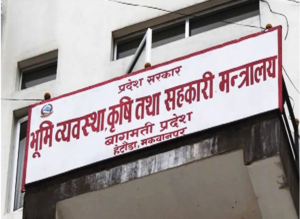 प्रदेश सरकार
भूमि व्यवस्था,कृषि तथा सहकारी मन्त्रालय
बागमती प्रदेश
हेटौंडा, मकवानपुर